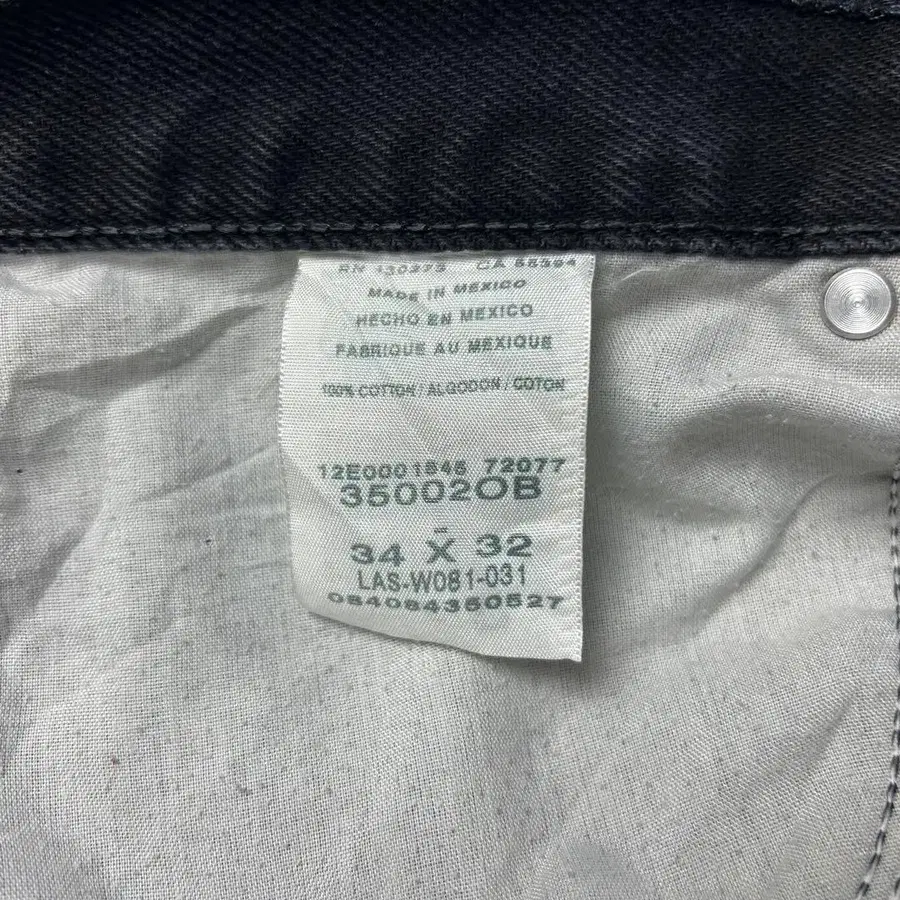 RN 130273 CA 55394
MADE IN MEXICO
HECHO EN MEXICO
FABRIQUE AU MEXIQUE
100% COTTON/ALGODON/COTON
12E0001846 72077
35002OB
34 X 32
LAS-W081-031
084084350527